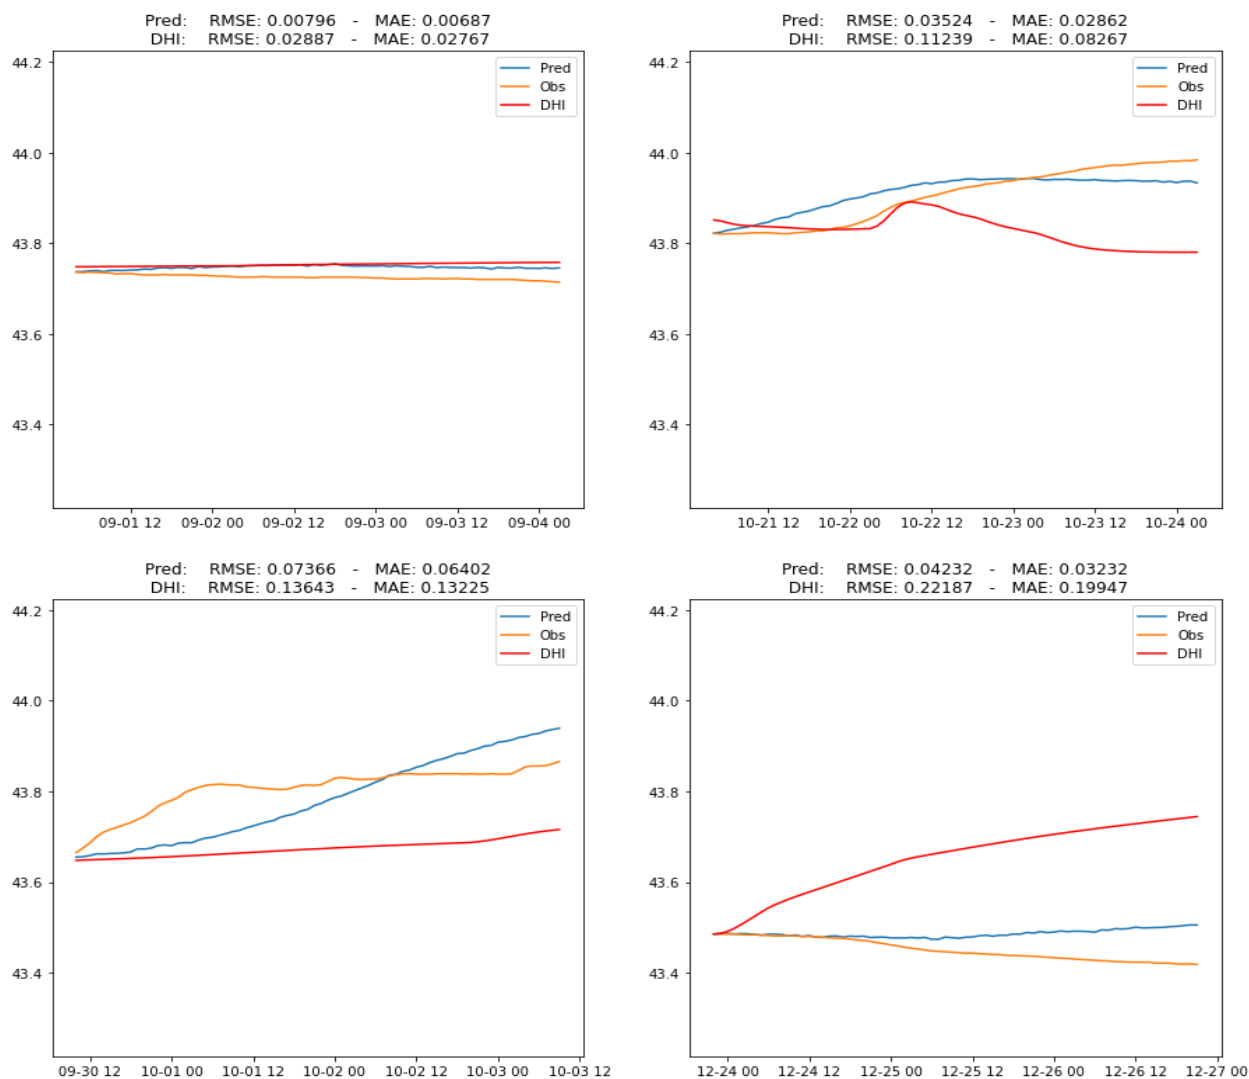 Pred: RMSE: 0.00796 - MAE: 0.00687
DHI: RMSE: 0.02887 - MAE: 0.02767
44.2
44.0
43.8
43.6
43.4
Pred
Obs
DHI
09-01 12 09-02 00 09-02 12 09-03 00 09-03 12 09-04 00
Pred: RMSE: 0.03524 - MAE: 0.02862
DHI: RMSE: 0.11239 - MAE: 0.08267
44.2
44.0
43.8
43.6
43.4
Pred
Obs
DHI
10-21 12 10-22 00 10-22 12 10-23 00 10-23 12 10-24 00
Pred: RMSE: 0.07366 - MAE: 0.06402
DHI: RMSE: 0.13643 - MAE: 0.13225
44.2
44.0
43.8
43.6
43.4
Pred
Obs
DHI
09-30 12 10-01 00 10-01 12 10-02 00 10-02 12 10-03 00 10-03 12
Pred: RMSE: 0.04232 - MAE: 0.03232
DHI: RMSE: 0.22187 - MAE: 0.19947
44.2
44.0
43.8
43.6
43.4
Pred
Obs
DHI
12-24 00 12-24 12 12-25 00 12-25 12 12-26 00 12-26 12 12-27 00